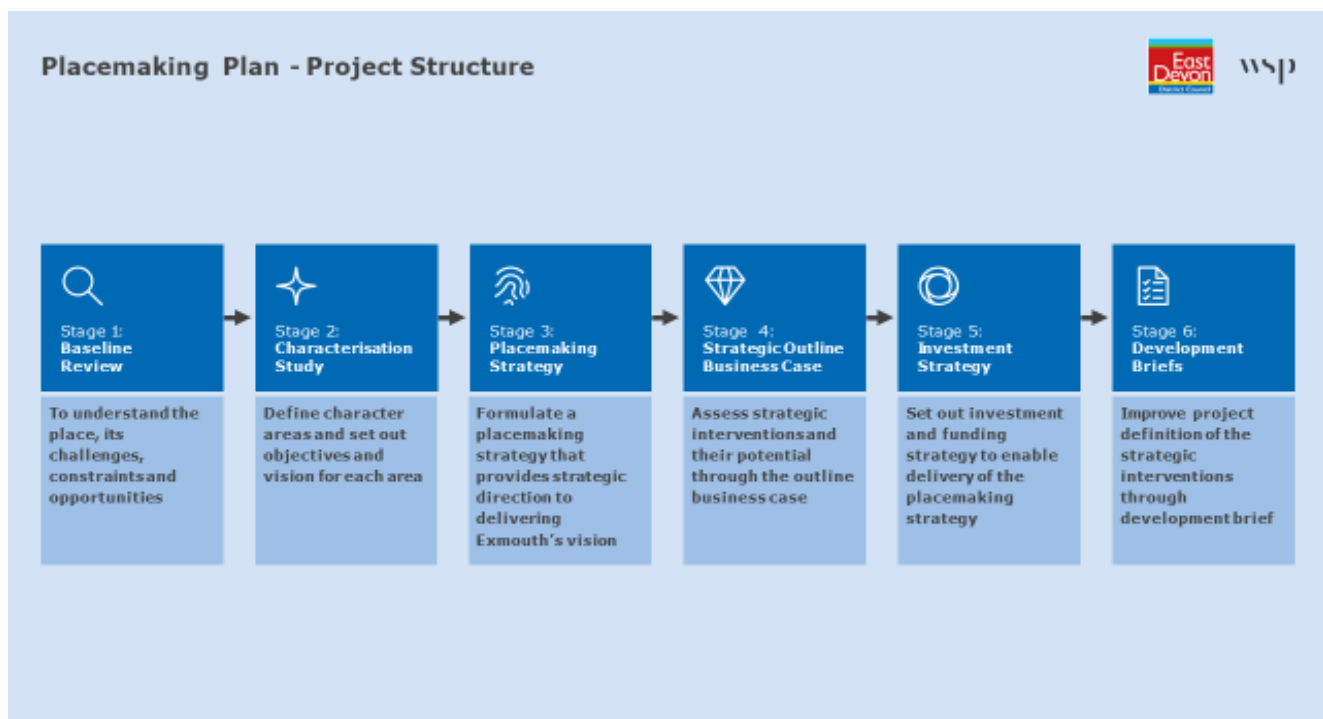 Placemaking Plan - Project Structure
East
Devon
District Council
wsp
Stage 1:
Baseline
Review
To understand the
place, its
challenges,
constraints and
opportunities
Stage 2:
Characterisation
Study
Define character
areas and set out
objectives and
vision for each area
Stage 3:
Placemaking
Strategy
Formulate a
placemaking
strategy that
provides strategic
direction to
delivering
Exmouth's vision
Stage 4:
Strategic Outline
Business Case
Assess strategic
interventions and
their potential
through the outline
business case
Stage 5:
Investment
Strategy
Set out investment
and funding
strategy to enable
delivery of the
placemaking
strategy
Stage 6:
Development
Briefs
Improve project
definition of the
strategic
interventions
through
development brief